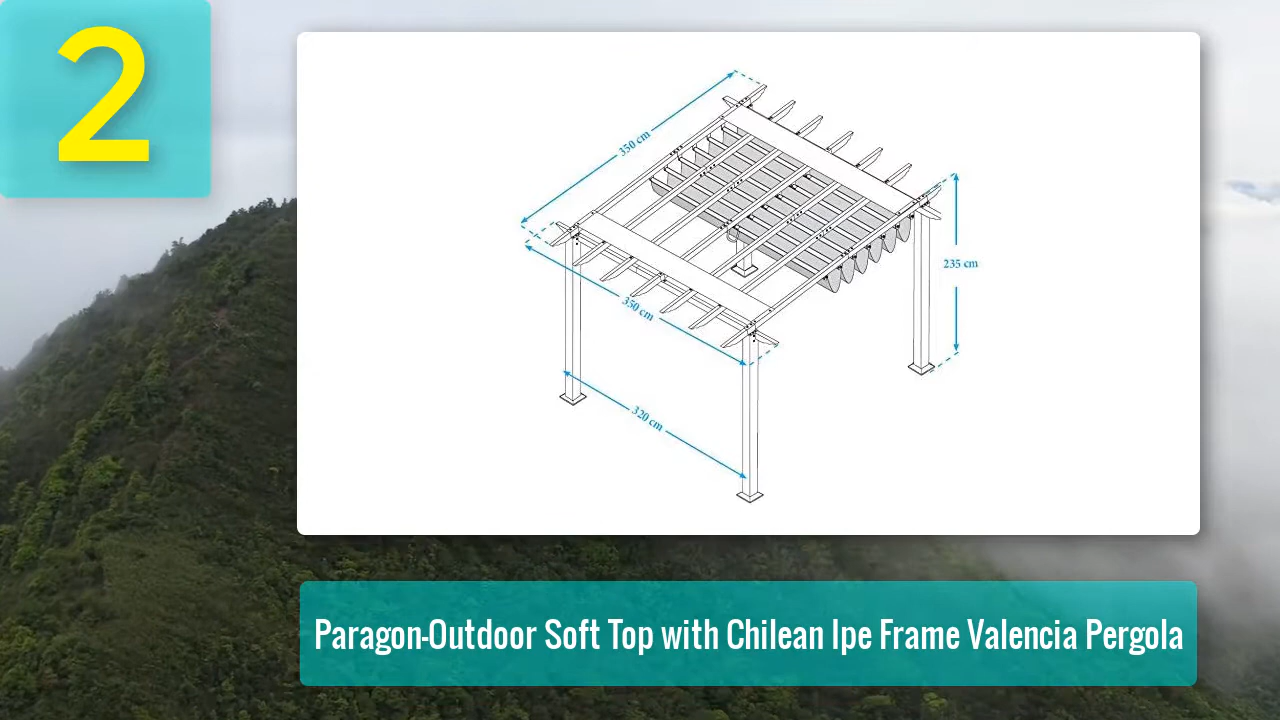 2
350 cm
235 cm
350 cm
320 cm
Paragon-Outdoor Soft Top with Chilean Ipe Frame Valencia Pergola